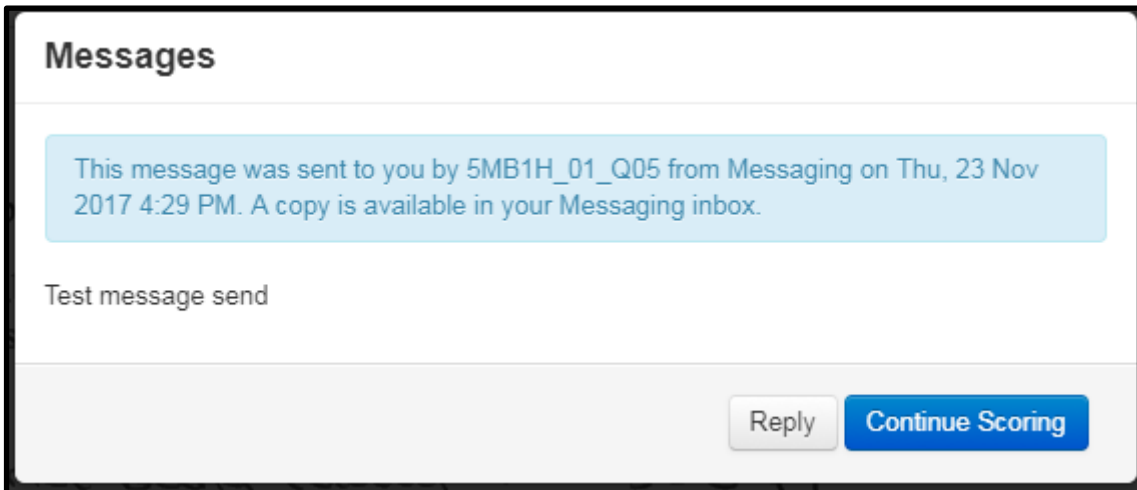 Messages
This message was sent to you by 5MB1H_01_Q05 from Messaging on Thu, 23 Nov
2017 4:29 PM. A copy is available in your Messaging inbox.
Test message send
Reply
Continue Scoring